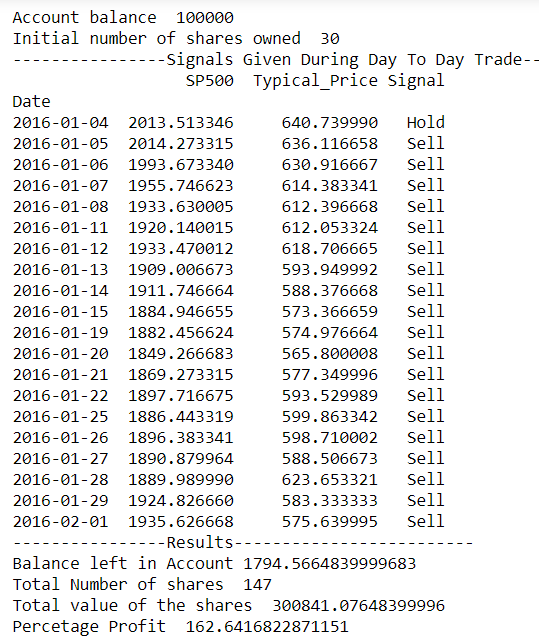 Account balance  100000
Initial number of shares owned  30
----------------Signals Given During Day To Day Trade--
SP500  Typical_Price Signal
Date
2016-01-04  2013.513346     640.739990   Hold
2016-01-05  2014.273315     636.116658   Sell
2016-01-06  1993.673340     630.916667   Sell
2016-01-07  1955.746623     614.383341   Sell
2016-01-08  1933.630005     612.396668   Sell
2016-01-11  1920.140015     612.053324   Sell
2016-01-12  1933.470012     618.706665   Sell
2016-01-13  1909.006673     593.949992   Sell
2016-01-14  1911.746664     588.376668   Sell
2016-01-15  1884.946655     573.366659   Sell
2016-01-19  1882.456624     574.976664   Sell
2016-01-20  1849.266683     565.800008   Sell
2016-01-21  1869.273315     577.349996   Sell
2016-01-22  1897.716675     593.529989   Sell
2016-01-25  1886.443319     599.863342   Sell
2016-01-26  1896.383341     598.710002   Sell
2016-01-27  1890.879964     588.506673   Sell
2016-01-28  1889.989990     623.653321   Sell
2016-01-29  1924.826660     583.333333   Sell
2016-02-01  1935.626668     575.639995   Sell
----------------Results-------------------------
Balance left in Account 1794.5664839999683
Total Number of shares  147
Total value of the shares  300841.07648399996
Percetage Profit  162.6416822871151